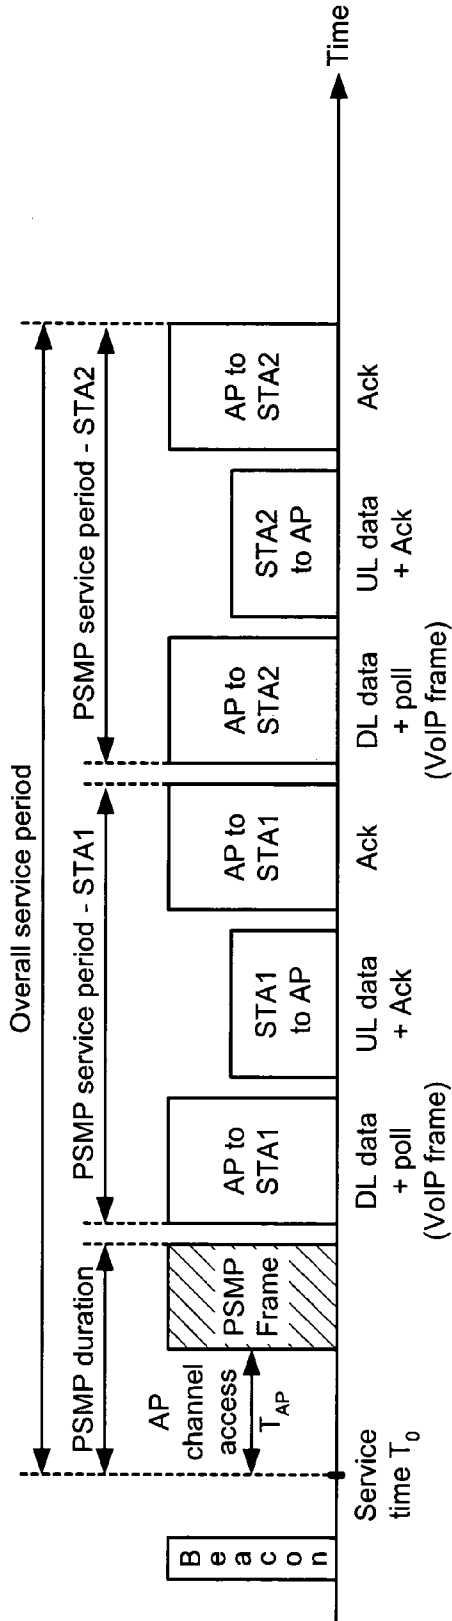 Overall service period
PSMP duration
PSMP service period - STA1
PSMP service period - STA2
Beacon
AP
channel
access
T_AP
PSMP
Frame
AP to
STA1
STA1
to AP
AP to
STA1
AP to
STA2
STA2
to AP
AP to
STA2
Time
Service
time T_0
DL data
+ poll
(VoIP frame)
UL data
+ Ack
Ack
DL data
+ poll
(VoIP frame)
UL data
+ Ack
Ack